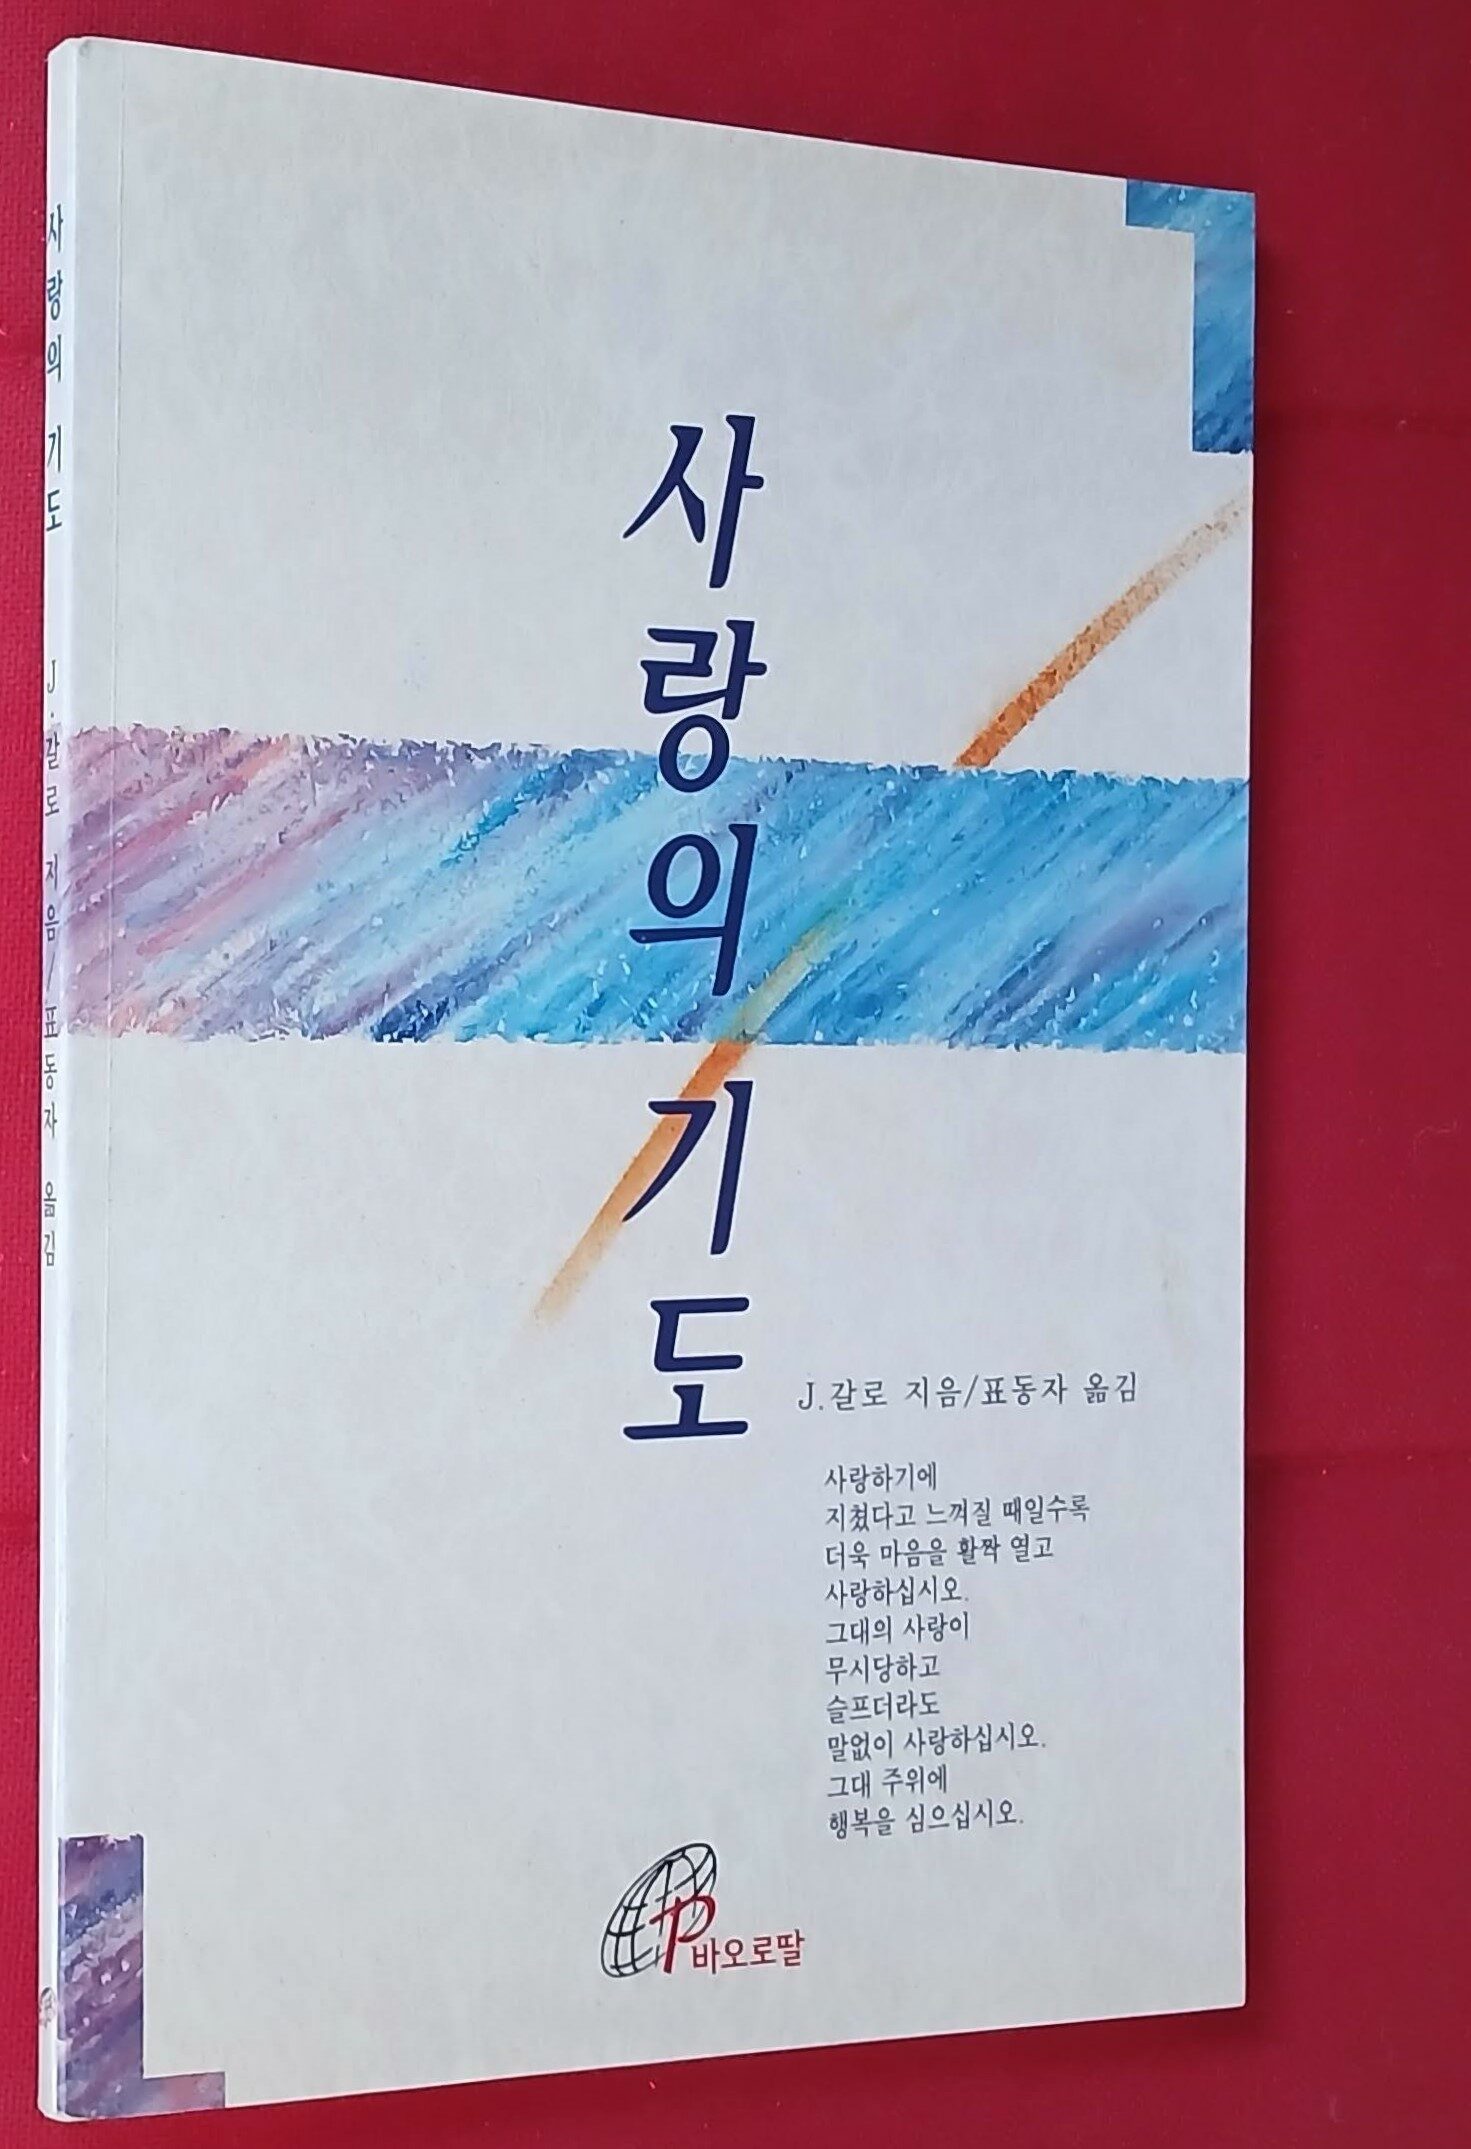 사랑의 기도 J.갈로 지음/표동자 옮김
사랑의 기도
J.갈로 지음/표동자 옮김
사랑하기에
지쳤다고 느껴질 때일수록
더욱 마음을 활짝 열고
사랑하십시오.
그대의 사랑이
무시당하고
슬프더라도
말없이 사랑하십시오.
그대 주위에
행복을 심으십시오.
P 바오로딸